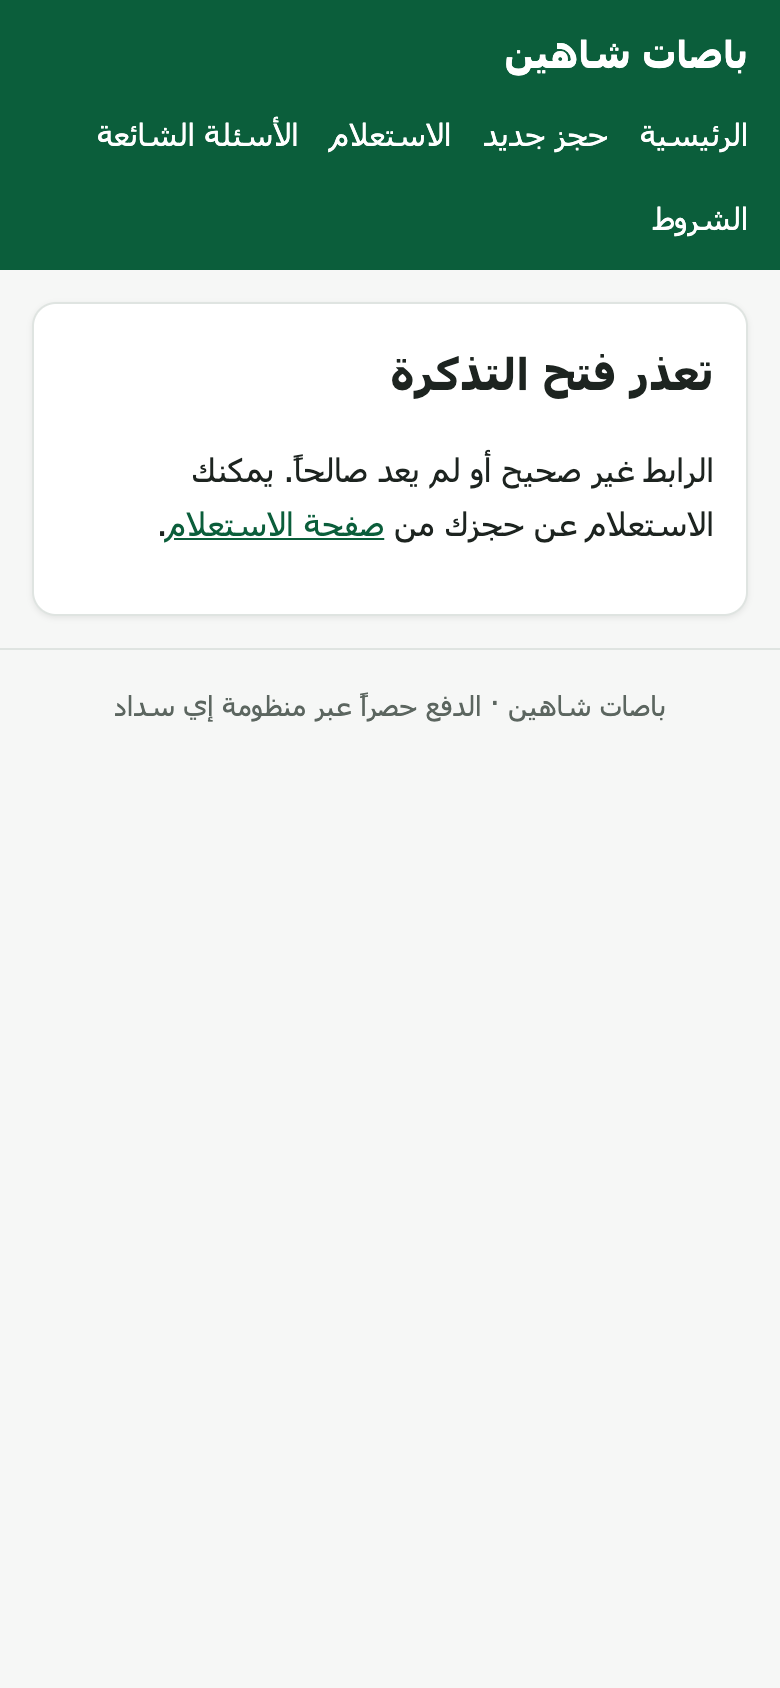 باصات شاهين
الرئيسية حجز جديد الاستعلام الأسئلة الشائعة
الشروط
تعذر فتح التذكرة
الرابط غير صحيح أو لم يعد صالحاً. يمكنك
الاستعلام عن حجزك من صفحة الاستعلام.
باصات شاهين · الدفع حصراً عبر منظومة إي سداد